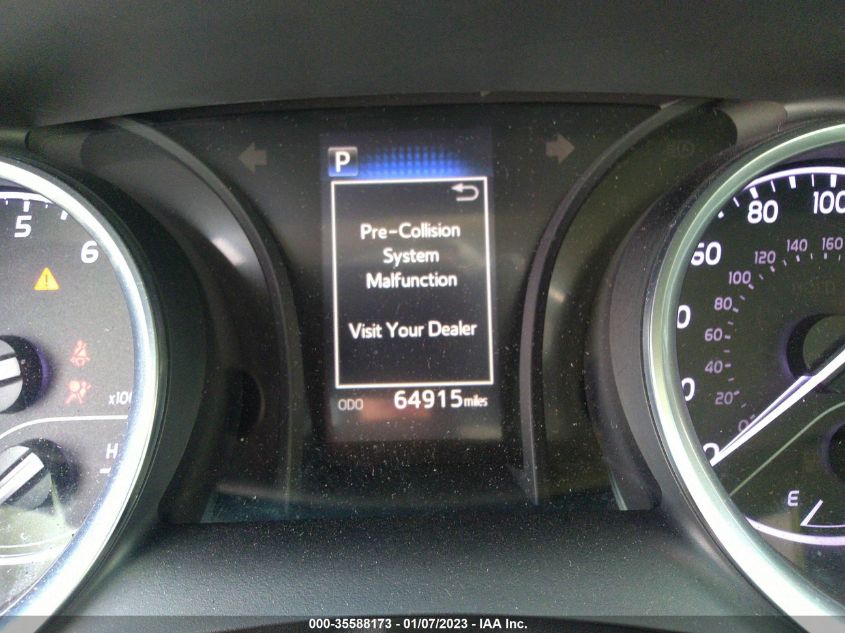 P
Pre-Collision
System
Malfunction
Visit Your Dealer
ODO 64915 miles
5
6
H
80
100
60
120
140
160
100
80
60
40
20
0
E
000-35588173 - 01/07/2023 - IAA Inc.